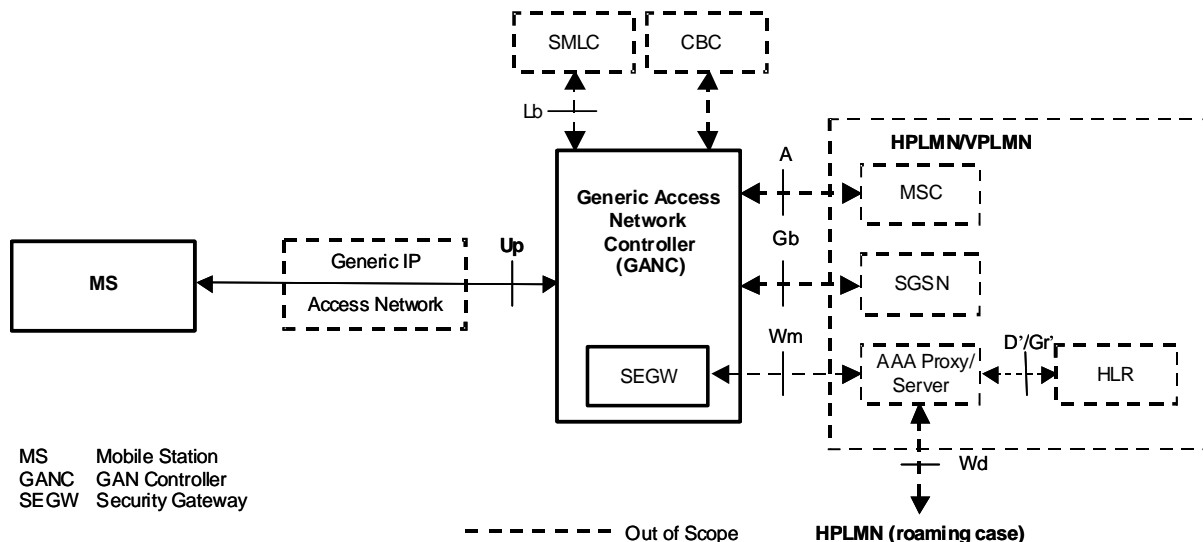 SMLC
CBC
Lb
HPLMN/VPLMN
A
MSC
Generic Access
Network
Controller
(GANC)
Gb
Up
Generic IP
Access Network
MS
SGSN
Wm
D'/Gr'
SEGW
AAA Proxy/
Server
HLR
MS Mobile Station
GANC GAN Controller
SEGW Security Gateway
Wd
Out of Scope
HPLMN (roaming case)